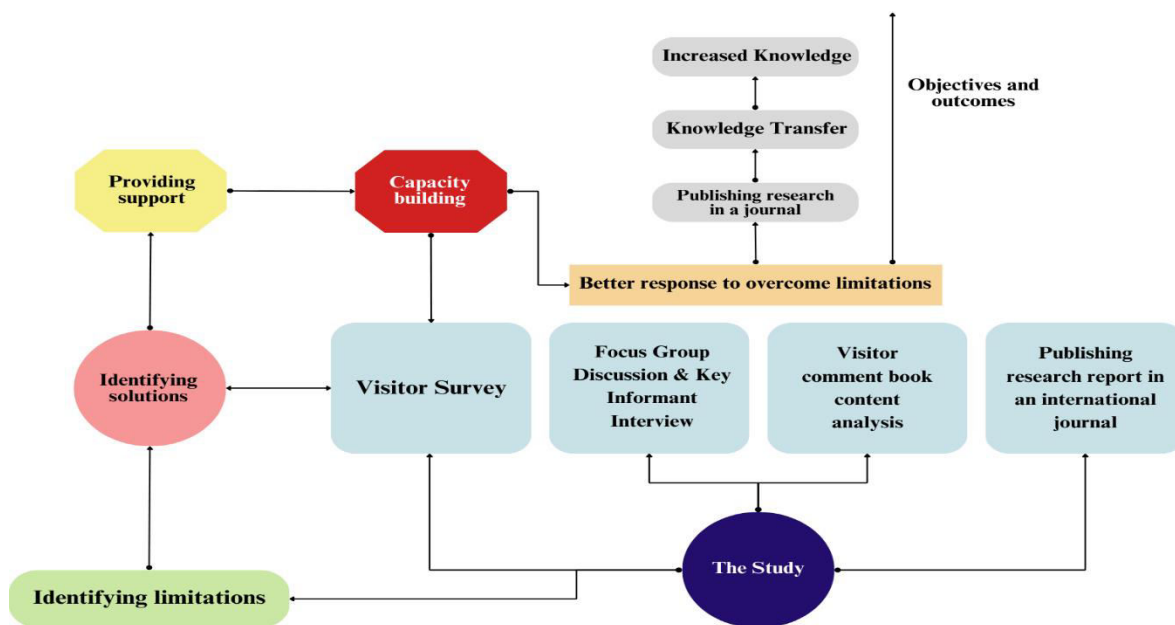 Increased Knowledge
Objectives and
outcomes
Knowledge Transfer
Providing
support
Capacity
building
Publishing research
in a journal
Better response to overcome limitations
Identifying
solutions
Visitor Survey
Focus Group
Discussion & Key
Informant
Interview
Visitor
comment book
content
analysis
Publishing
research report in
an international
journal
The Study
Identifying limitations